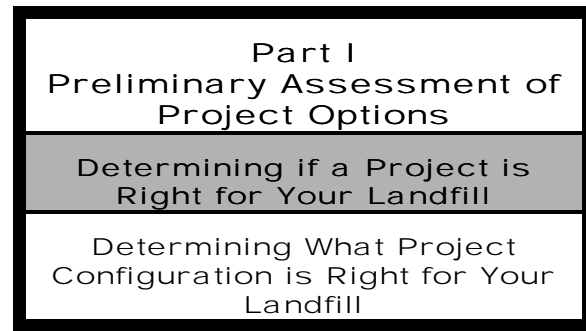 Part I
Preliminary Assessment of
Project Options
Determining if a Project is
Right for Your Landfill
Determining What Project
Configuration is Right for Your
Landfill